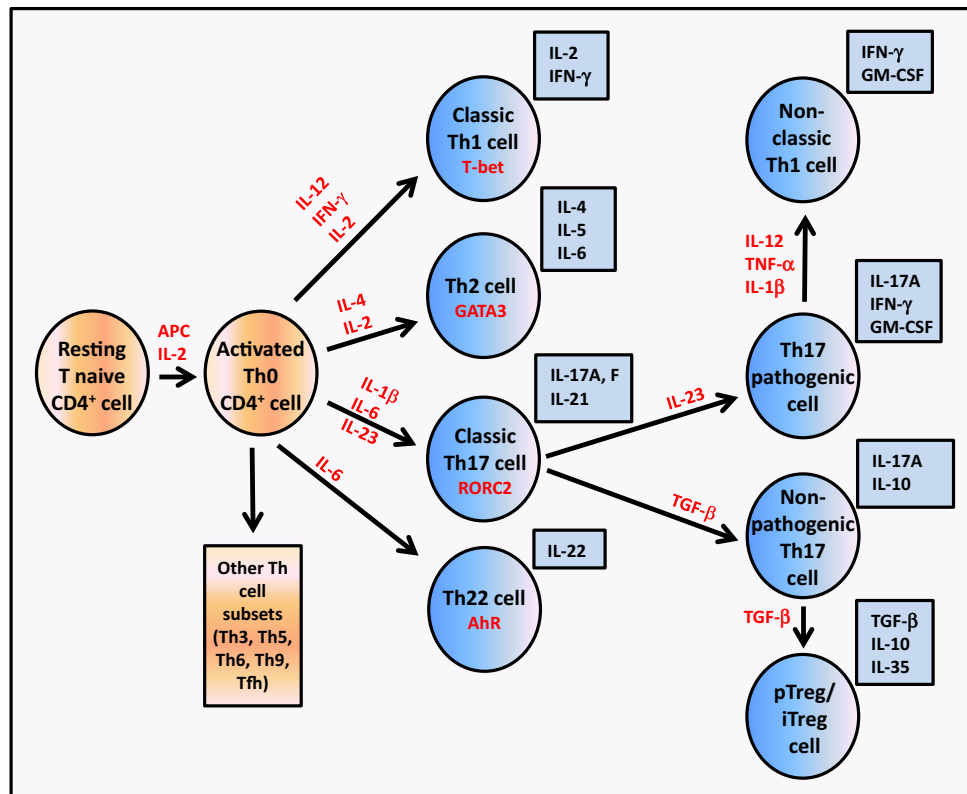 Resting
T naive
CD4⁺ cell
APC
IL-2
Activated
Th0
CD4⁺ cell
IL-12
IFN-γ
IL-2
Classic
Th1 cell
T-bet
IL-2
IFN-γ
IL-4
IL-2
Th2 cell
GATA3
IL-4
IL-5
IL-6
IL-1β
IL-6
IL-23
Classic
Th17 cell
RORC2
IL-17A, F
IL-21
IL-6
Th22 cell
AhR
IL-22
Other Th
cell
subsets
(Th3, Th5,
Th6, Th9,
Tfh)
IL-23
Th17
pathogenic
cell
IL-17A
IFN-γ
GM-CSF
IL-12
TNF-α
IL-1β
Non-
classic
Th1 cell
IFN-γ
GM-CSF
TGF-β
Non-
pathogenic
Th17
cell
IL-17A
IL-10
TGF-β
pTreg/
iTreg
cell
TGF-β
IL-10
IL-35